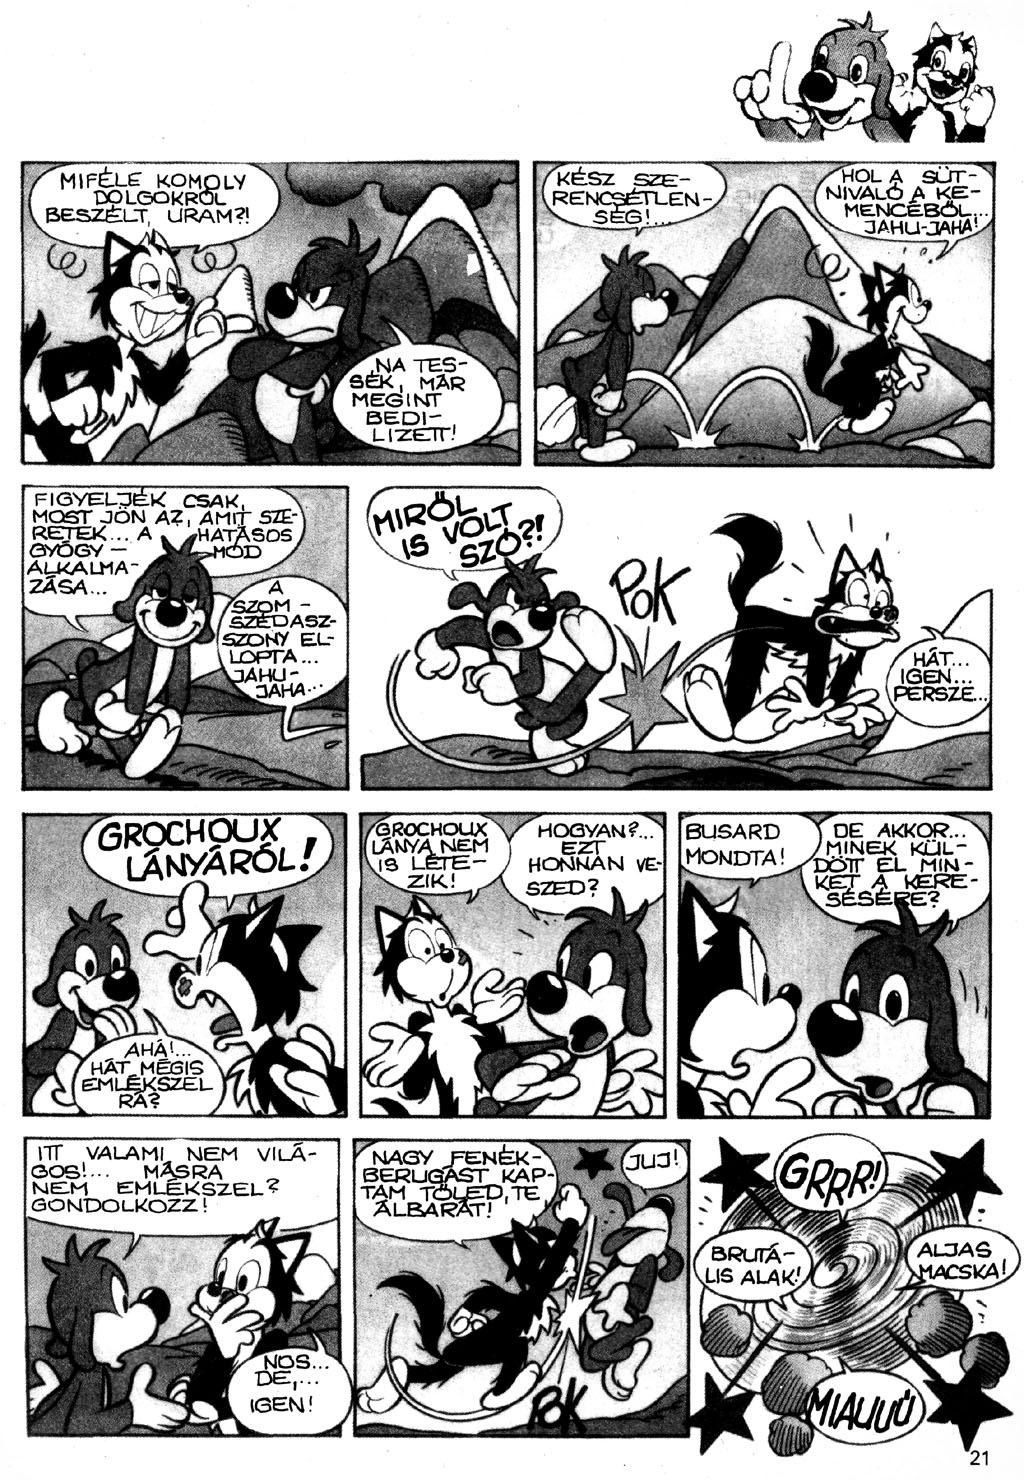 MIFÉLE KOMOLY
DOLGOKRÓL
BESZÉLT, URAM?!
NA TES-
SÉK, MÁR
MEGINT
BEDI-
LIZETT!
KÉSZ SZE-
RENCSÉTLEN-
SÉG!....
HOL A SÜT-
NIVALÓ A KE-
MENCÉBŐL...
JAHU-JAHA!
FIGYELJÉK CSAK,
MOST JÖN AZ, AMIT SZE-
RETEK... A HATÁSOS
GYÓGY- MÓD
ALKALMA-
ZÁSA...
A
SZOM-
SZÉDASZ-
SZONY EL-
LOPTA...
JAHU-
JAHA...
MIRŐL
IS VOLT
SZÓ?!
POK
HÁT...
IGEN...
PERSZE...
GROCHOUX
LÁNYÁRÓL!
AHÁ!...
HÁT MÉGIS
EMLÉKSZEL
RÁ?
GROCHOUX
LÁNYA NEM
IS LÉTE-
ZIK!
HOGYAN?...
EZT
HONNAN VE-
SZED?
BUSARD
MONDTA!
DE AKKOR...
MINEK KÜL-
DÖTT EL MIN-
KET A KERE-
SÉSÉRE?
ITT VALAMI NEM VILÁ-
GOS!... MÁSRA
NEM EMLÉKSZEL?
GONDOLKOZZ!
NOS...
DE,...
IGEN!
NAGY FENÉK-
BERÚGÁST KAP-
TAM TŐLED, TE
ÁLBARÁT!
JUJ!
POK
GRRR!
BRUTÁ-
LIS ALAK!
ALJAS
MACSKA!
MIAUUÚ
21